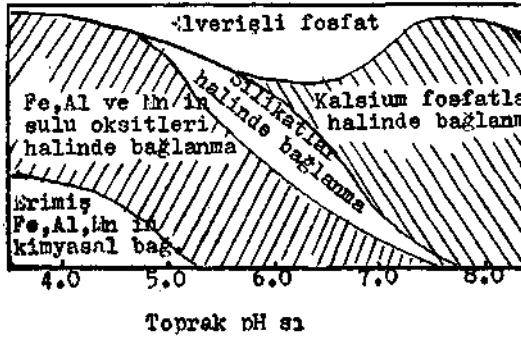 Elverişli fosfat
Fe,Al ve Mn in
sulu oksitleri
halinde bağlanma
Silikatlar
halinde bağlanma
Kalsium fosfatla
halinde bağlanm
Erimiş
Fe,Al,Mn in
kimyasal bağ.
4.0 5.0 6.0 7.0 8.0
Toprak pH sı